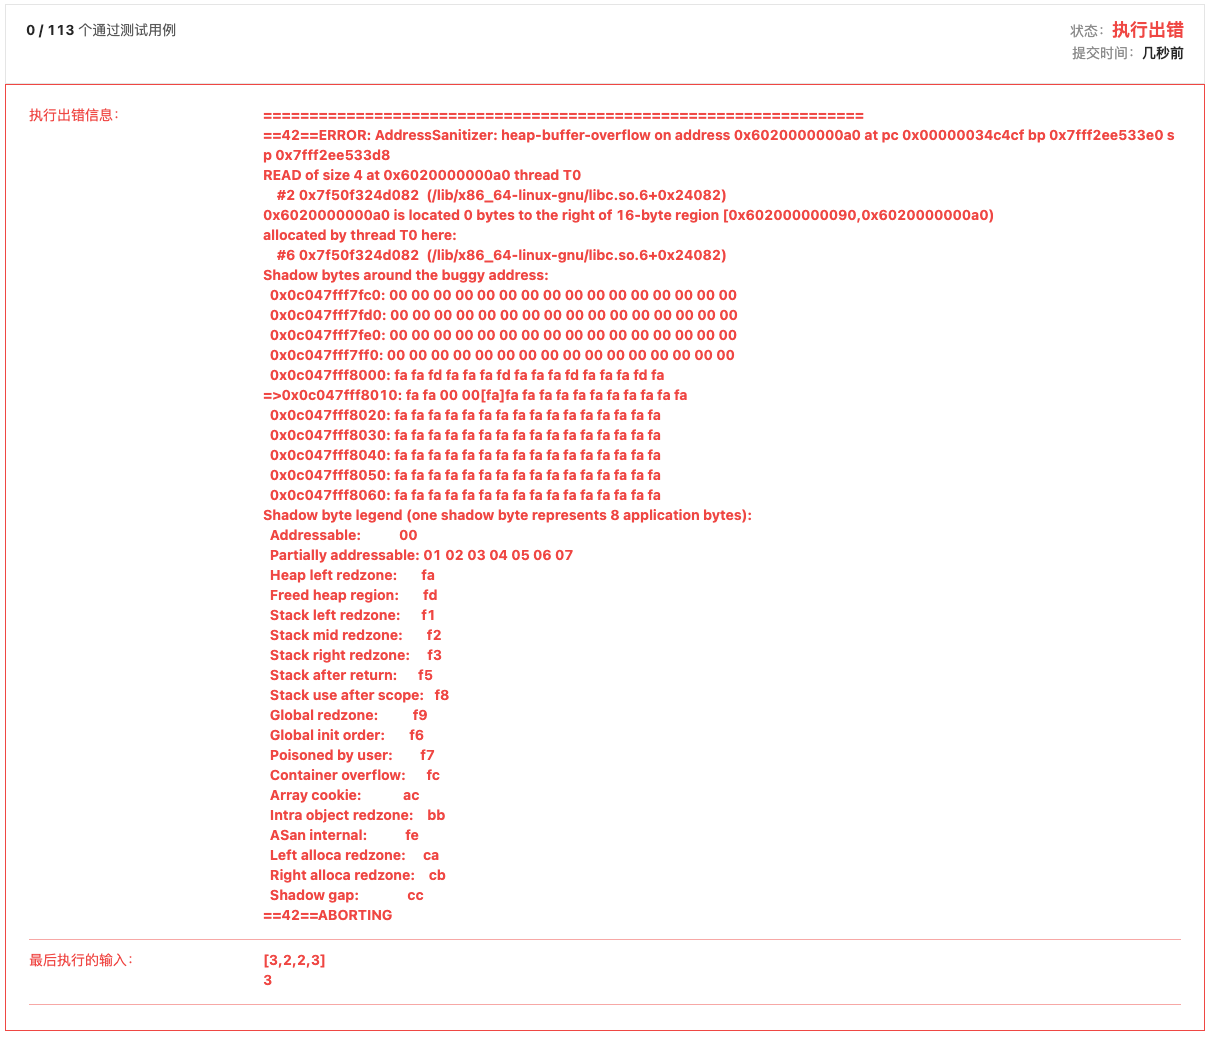 0 / 113 个通过测试用例
状态：执行出错
提交时间：几秒前
执行出错信息：
=================================================================
==42==ERROR: AddressSanitizer: heap-buffer-overflow on address 0x6020000000a0 at pc 0x00000034c4cf bp 0x7fff2ee533e0 s
p 0x7fff2ee533d8
READ of size 4 at 0x6020000000a0 thread T0
#2 0x7f50f324d082 (/lib/x86_64-linux-gnu/libc.so.6+0x24082)
0x6020000000a0 is located 0 bytes to the right of 16-byte region [0x602000000090,0x6020000000a0)
allocated by thread T0 here:
#6 0x7f50f324d082 (/lib/x86_64-linux-gnu/libc.so.6+0x24082)
Shadow bytes around the buggy address:
0x0c047fff7fc0: 00 00 00 00 00 00 00 00 00 00 00 00 00 00 00 00
0x0c047fff7fd0: 00 00 00 00 00 00 00 00 00 00 00 00 00 00 00 00
0x0c047fff7fe0: 00 00 00 00 00 00 00 00 00 00 00 00 00 00 00 00
0x0c047fff7ff0: 00 00 00 00 00 00 00 00 00 00 00 00 00 00 00 00
0x0c047fff8000: fa fa fd fa fa fa fd fa fa fa fd fa fa fa fd fa
=>0x0c047fff8010: fa fa 00 00[fa]fa fa fa fa fa fa fa fa fa fa fa
0x0c047fff8020: fa fa fa fa fa fa fa fa fa fa fa fa fa fa fa fa
0x0c047fff8030: fa fa fa fa fa fa fa fa fa fa fa fa fa fa fa fa
0x0c047fff8040: fa fa fa fa fa fa fa fa fa fa fa fa fa fa fa fa
0x0c047fff8050: fa fa fa fa fa fa fa fa fa fa fa fa fa fa fa fa
0x0c047fff8060: fa fa fa fa fa fa fa fa fa fa fa fa fa fa fa fa
Shadow byte legend (one shadow byte represents 8 application bytes):
Addressable: 00
Partially addressable: 01 02 03 04 05 06 07
Heap left redzone: fa
Freed heap region: fd
Stack left redzone: f1
Stack mid redzone: f2
Stack right redzone: f3
Stack after return: f5
Stack use after scope: f8
Global redzone: f9
Global init order: f6
Poisoned by user: f7
Container overflow: fc
Array cookie: ac
Intra object redzone: bb
ASan internal: fe
Left alloca redzone: ca
Right alloca redzone: cb
Shadow gap: cc
==42==ABORTING
最后执行的输入：
[3,2,2,3]
3